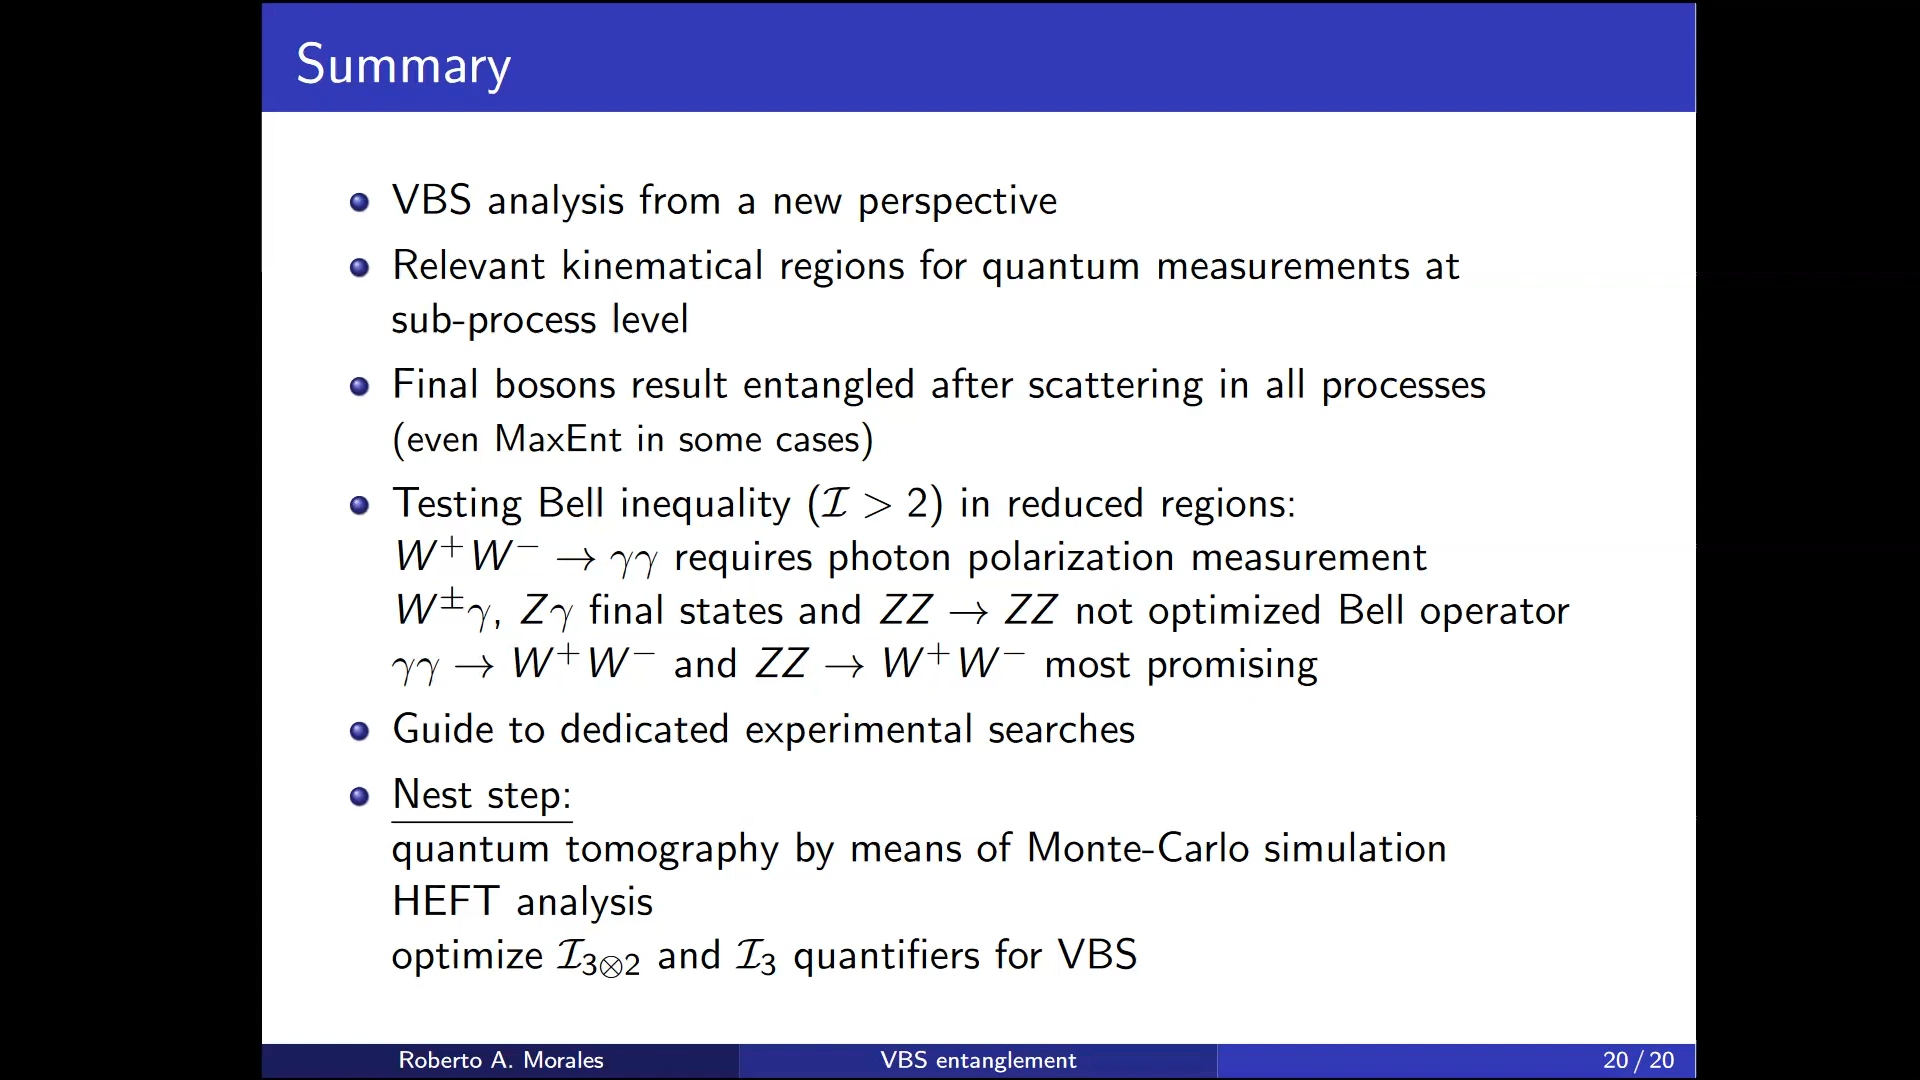 Summary
VBS analysis from a new perspective
Relevant kinematical regions for quantum measurements at
sub-process level
Final bosons result entangled after scattering in all processes
(even MaxEnt in some cases)
Testing Bell inequality (ℐ > 2) in reduced regions:
W⁺W⁻ → γγ requires photon polarization measurement
W±γ, Zγ final states and ZZ → ZZ not optimized Bell operator
γγ → W⁺W⁻ and ZZ → W⁺W⁻ most promising
Guide to dedicated experimental searches
Nest step:
quantum tomography by means of Monte-Carlo simulation
HEFT analysis
optimize ℐ₃⊗₂ and ℐ₃ quantifiers for VBS
Roberto A. Morales
VBS entanglement
20 / 20